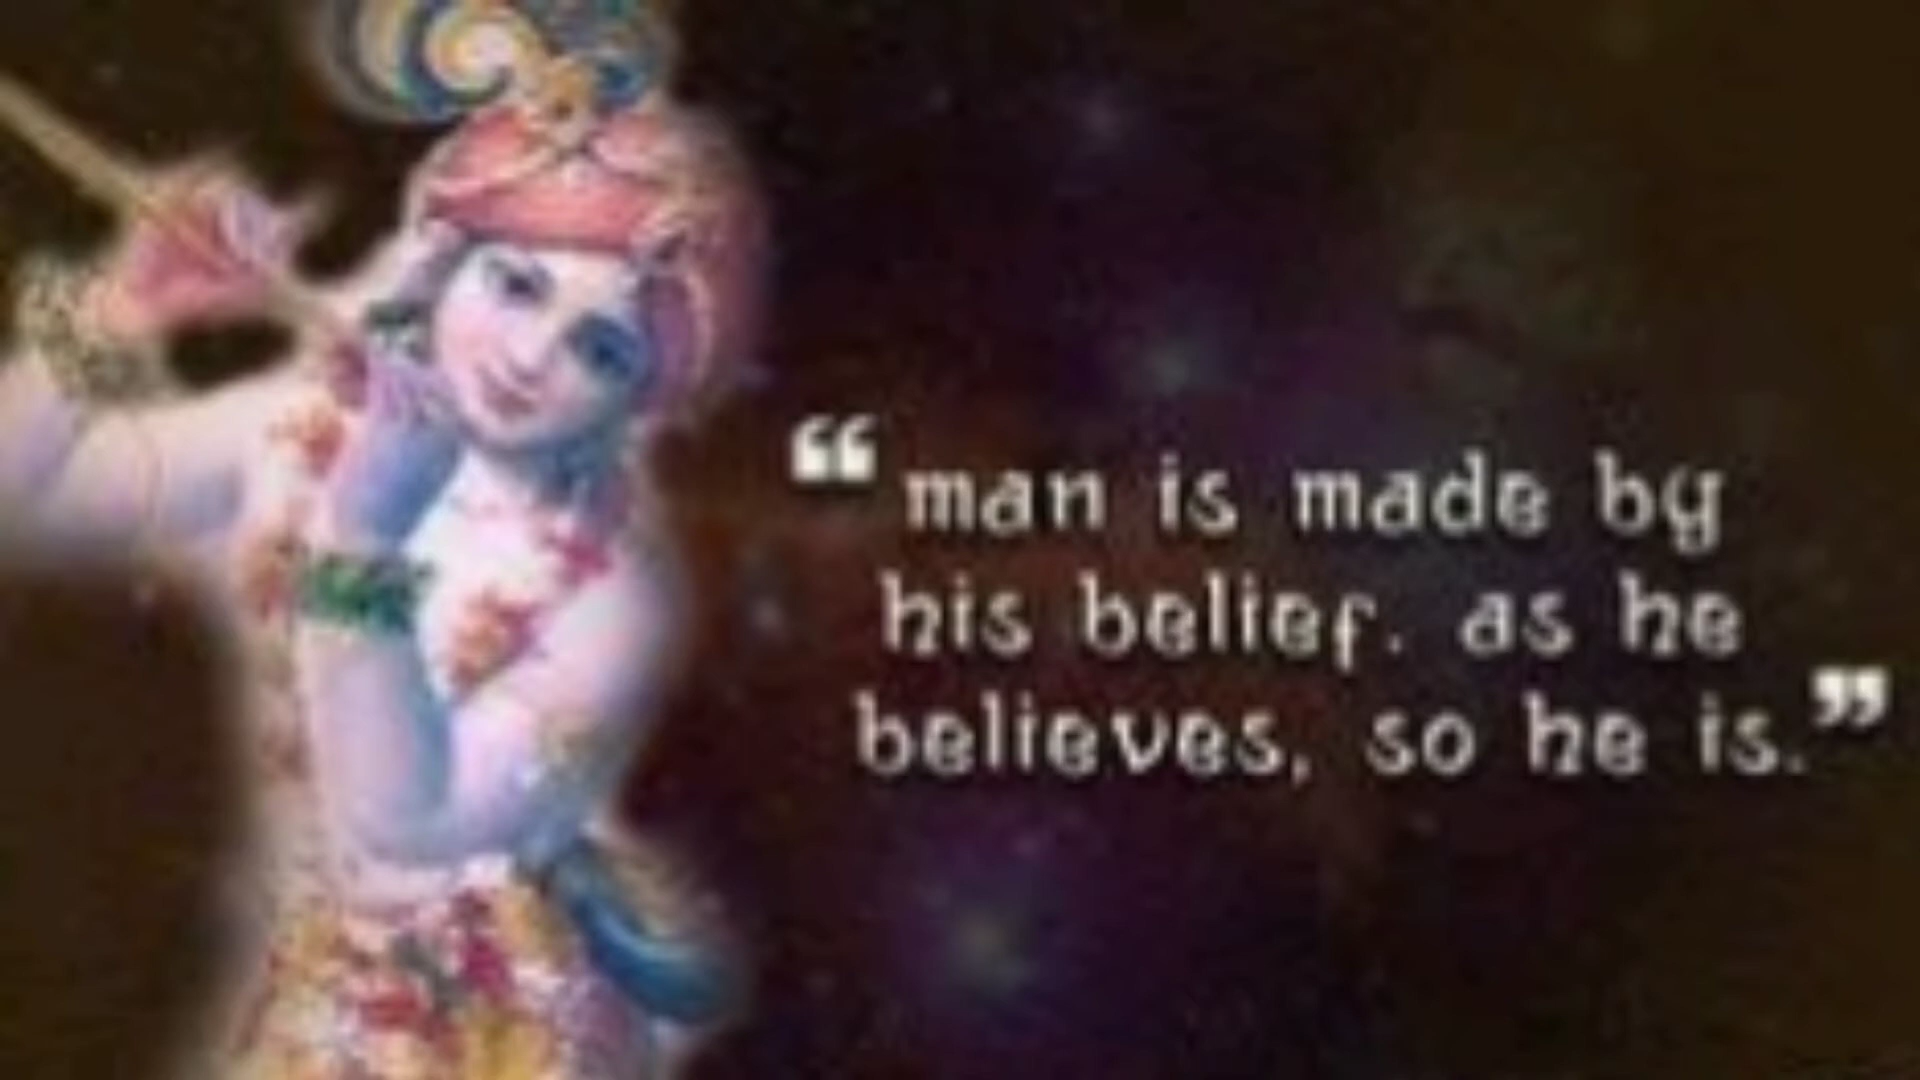 “man is made by
his belief. as he
believes, so he is.”